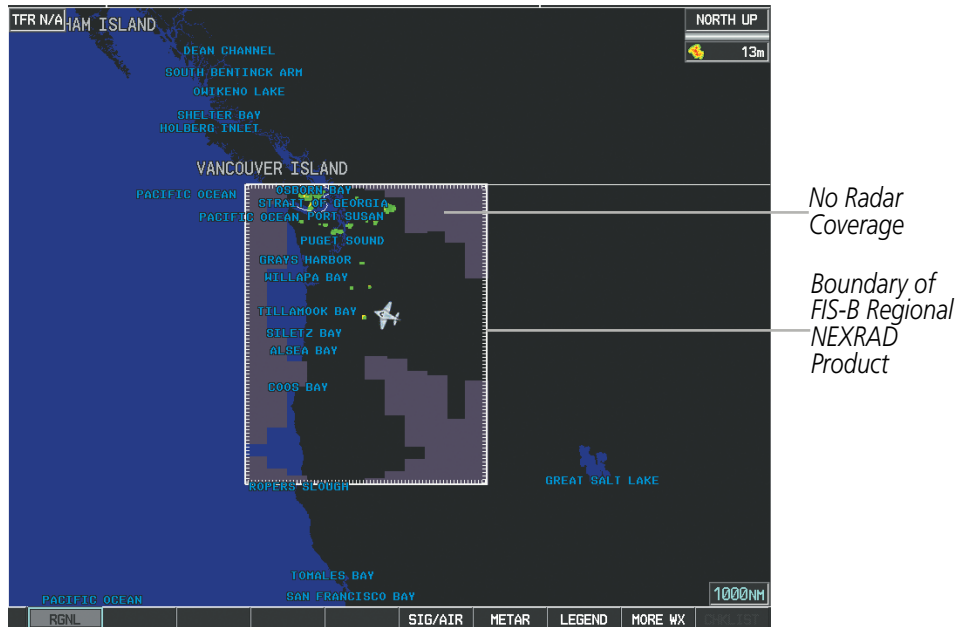 TFR N/A
HAM ISLAND
NORTH UP
13m
DEAN CHANNEL
SOUTH BENTINCK ARM
OWIKENO LAKE
SHELTER BAY
HOLBERG INLET
VANCOUVER ISLAND
PACIFIC OCEAN
OSBORN BAY
STRAIT OF GEORGIA
PACIFIC OCEAN
PORT SUSAN
PUGET SOUND
GRAYS HARBOR
WILLAPA BAY
TILLAMOOK BAY
SILETZ BAY
ALSEA BAY
COOS BAY
ROPERS SLOUGH
GREAT SALT LAKE
TOMALES BAY
SAN FRANCISCO BAY
PACIFIC OCEAN
1000NM
RGNL
SIG/AIR
METAR
LEGEND
MORE WX
CHKLIST
No Radar
Coverage
Boundary of
FIS-B Regional
NEXRAD
Product